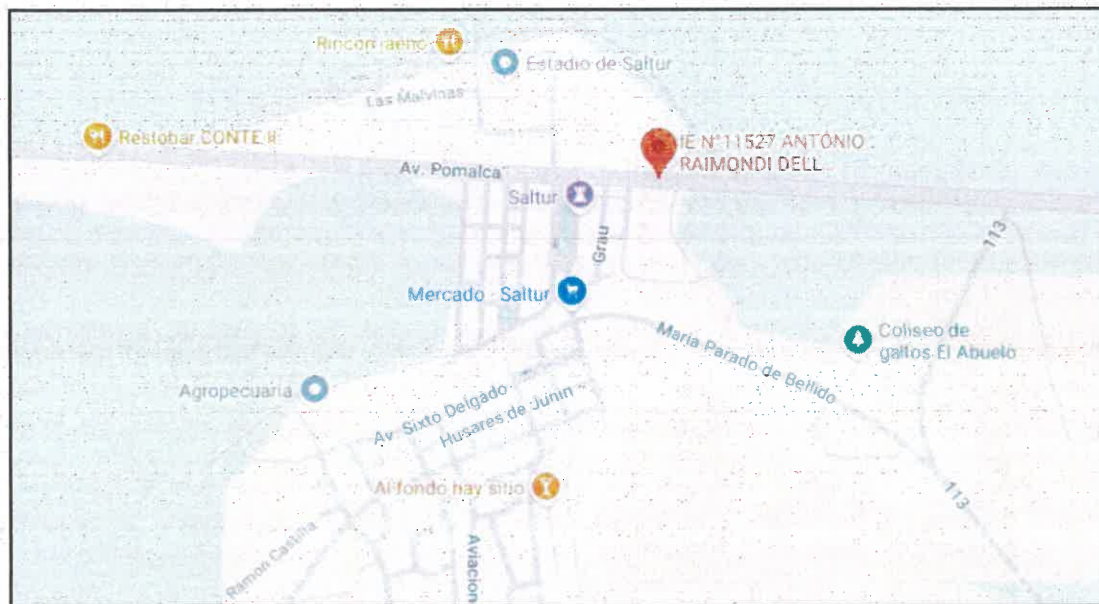 Rincon jaeno
Estadio de Saltur
Las Malvinas
Restobar CONTE II
IE N°11527 ANTONIO
RAIMONDI DELL
Av. Pomalca
Saltur
Grau
113
Mercado - Saltur
Maria Parado de Bellido
Coliseo de
gallos El Abuelo
Agropecuaria
Av. Sixto Delgado
Husares de Junin
Al fondo hay sitio
113
Ramon Castilla
Aviacion